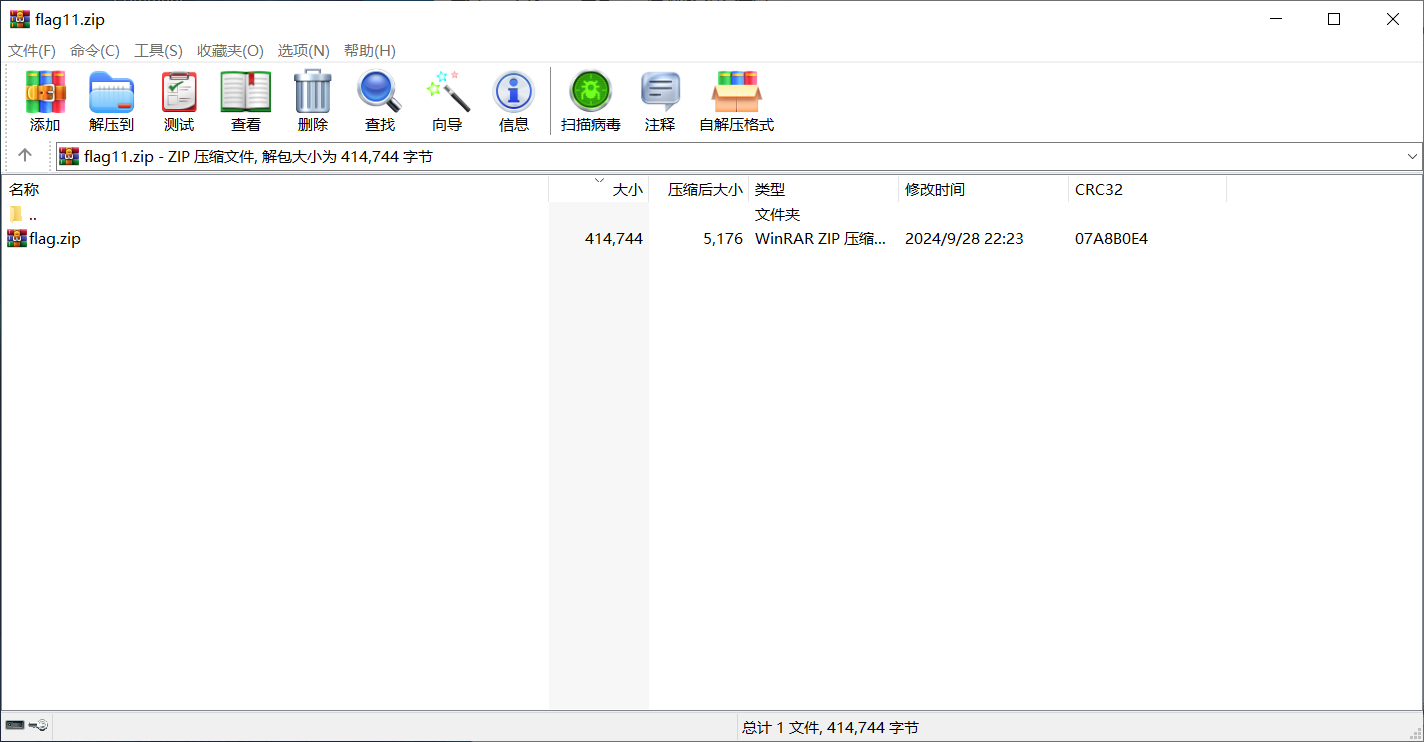 flag11.zip
文件(F) 命令(C) 工具(S) 收藏夹(O) 选项(N) 帮助(H)
添加 解压到 测试 查看 删除 查找 向导 信息 扫描病毒 注释 自解压格式
flag11.zip - ZIP 压缩文件, 解包大小为 414,744 字节
名称 大小 压缩后大小 类型 修改时间 CRC32
.. 文件夹
flag.zip 414,744 5,176 WinRAR ZIP 压缩... 2024/9/28 22:23 07A8B0E4
总计 1 文件, 414,744 字节